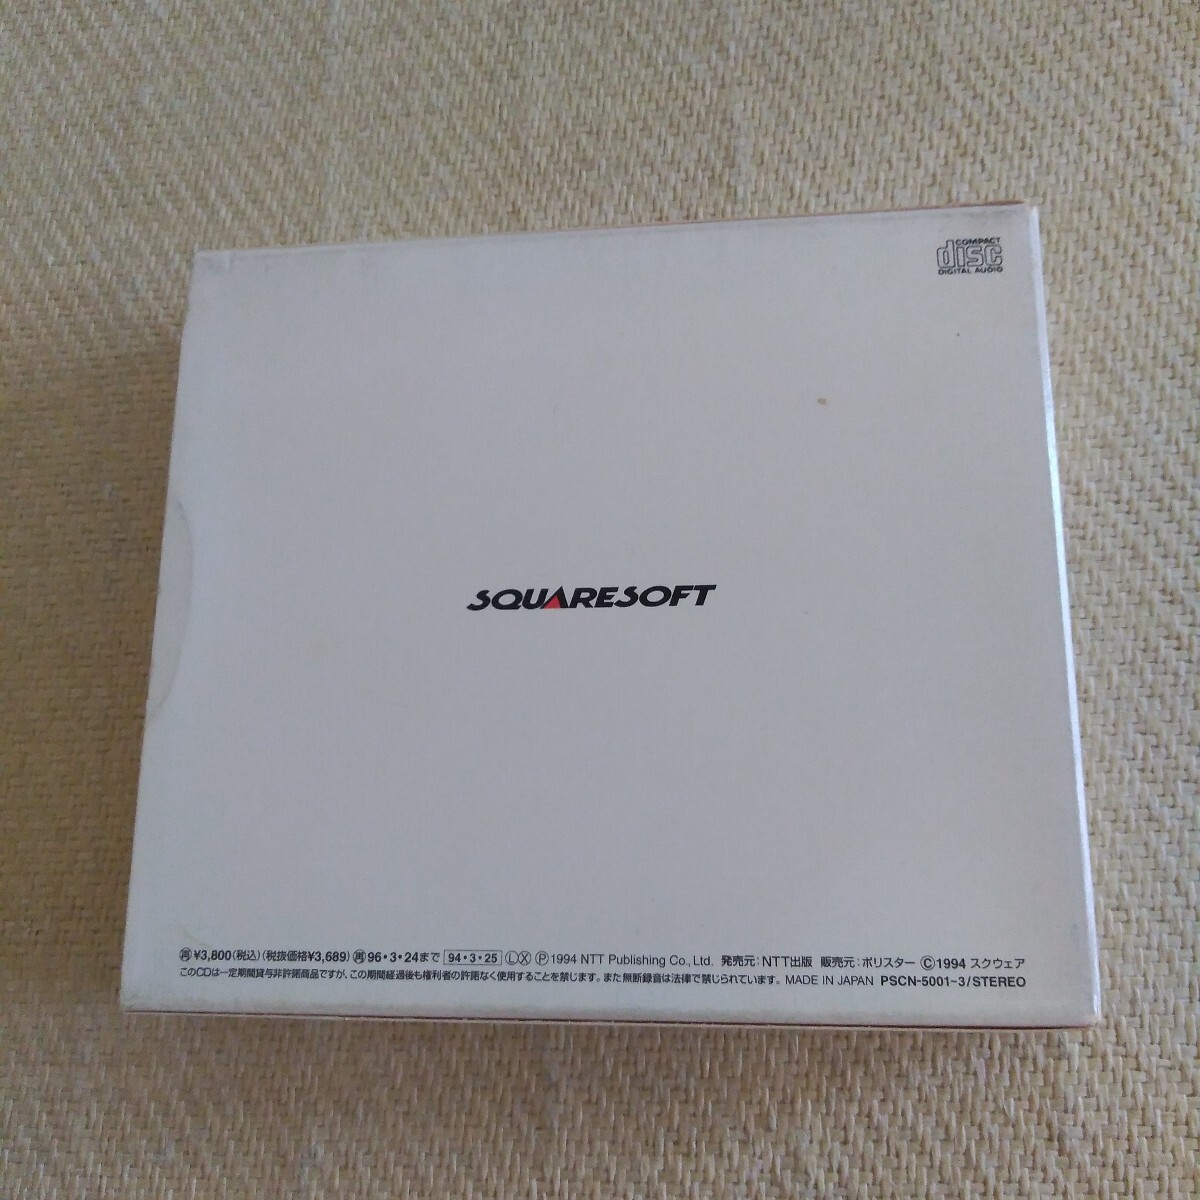 COMPACT
disc
DIGITAL AUDIO
SQUARESOFT
再 ¥3,800(税込)(税抜価格¥3,689) 再 96・3・24まで 94・3・25 Ⓛ Ⓧ Ⓟ 1994 NTT Publishing Co., Ltd. 発売元:NTT出版 販売元:ポリスター Ⓒ1994 スクウェア
このCDは一定期間貸与非許諾商品ですが、この期間経過後も権利者の許諾なく使用することを禁じます。また無断録音は法律で禁じられています。 MADE IN JAPAN PSCN-5001~3/STEREO